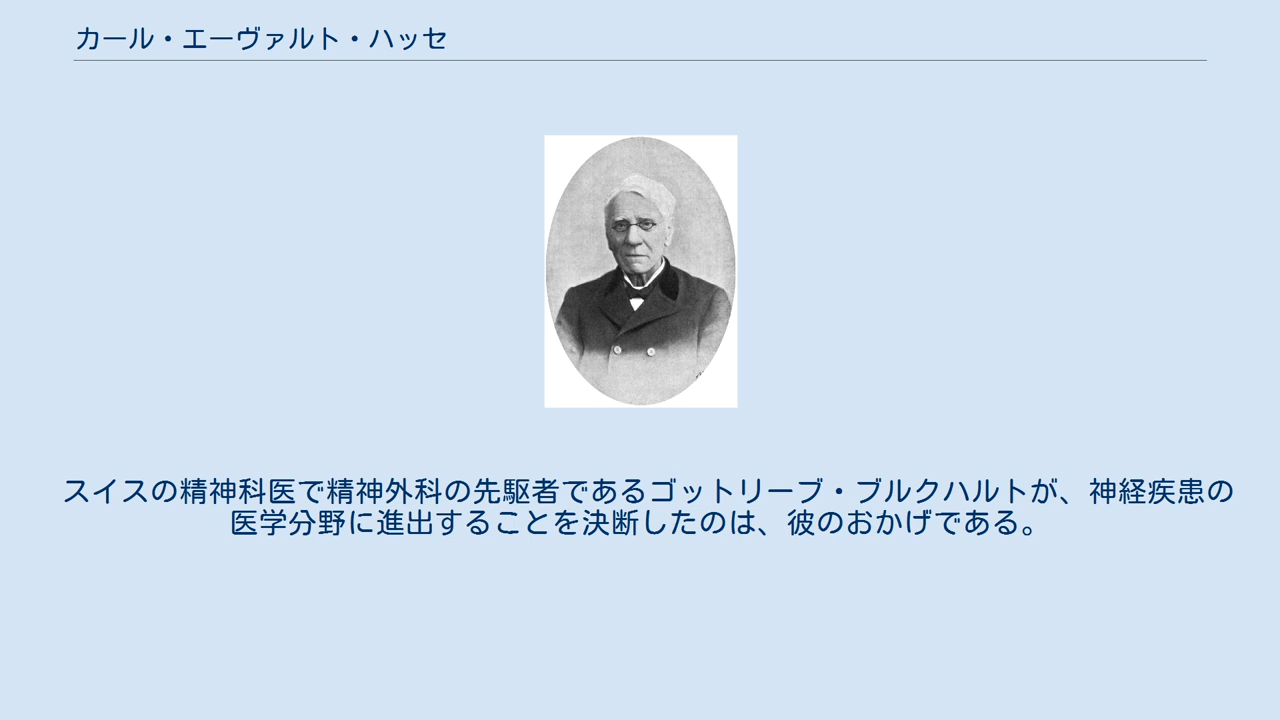 カール・エーヴァルト・ハッセ
スイスの精神科医で精神外科の先駆者であるゴットリーブ・ブルクハルトが、神経疾患の
医学分野に進出することを決断したのは、彼のおかげである。